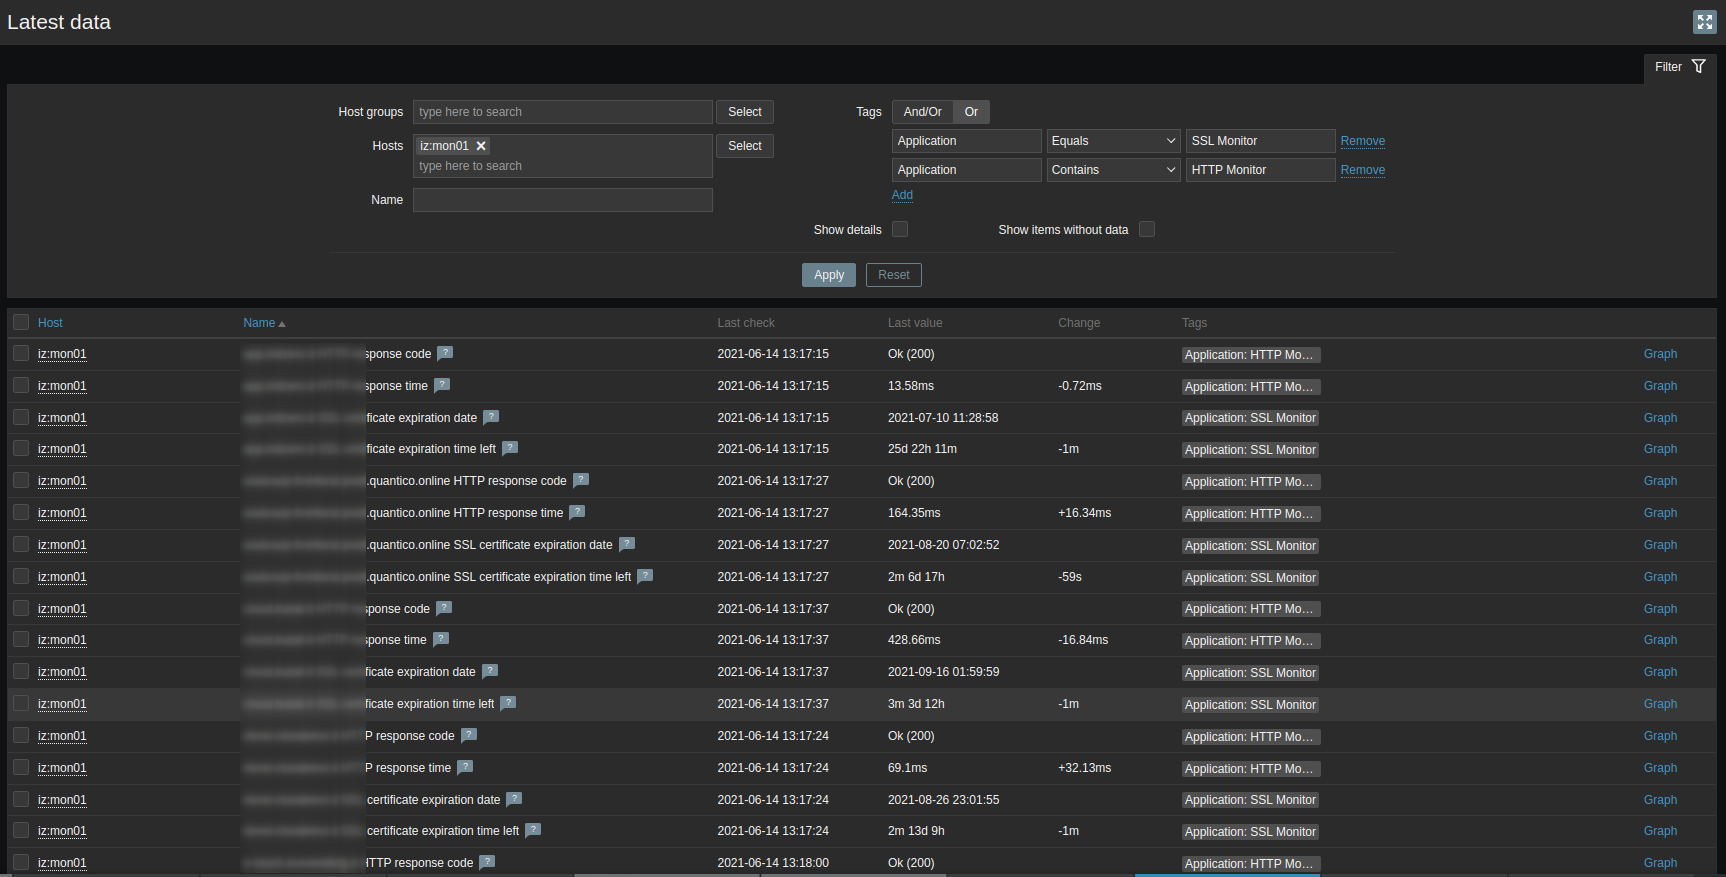 Latest data
Filter
Host groups type here to search Select
Hosts iz:mon01 Select
type here to search
Name
Tags And/Or Or
Application Equals SSL Monitor Remove
Application Contains HTTP Monitor Remove
Add
Show details Show items without data
Apply Reset
Host Name Last check Last value Change Tags
iz:mon01 sponse code ? 2021-06-14 13:17:15 Ok (200) Application: HTTP Mo... Graph
iz:mon01 sponse time ? 2021-06-14 13:17:15 13.58ms -0.72ms Application: HTTP Mo... Graph
iz:mon01 ficate expiration date ? 2021-06-14 13:17:15 2021-07-10 11:28:58 Application: SSL Monitor Graph
iz:mon01 ficate expiration time left ? 2021-06-14 13:17:15 25d 22h 11m -1m Application: SSL Monitor Graph
iz:mon01 .quantico.online HTTP response code ? 2021-06-14 13:17:27 Ok (200) Application: HTTP Mo... Graph
iz:mon01 .quantico.online HTTP response time ? 2021-06-14 13:17:27 164.35ms +16.34ms Application: HTTP Mo... Graph
iz:mon01 .quantico.online SSL certificate expiration date ? 2021-06-14 13:17:27 2021-08-20 07:02:52 Application: SSL Monitor Graph
iz:mon01 .quantico.online SSL certificate expiration time left ? 2021-06-14 13:17:27 2m 6d 17h -59s Application: SSL Monitor Graph
iz:mon01 sponse code ? 2021-06-14 13:17:37 Ok (200) Application: HTTP Mo... Graph
iz:mon01 sponse time ? 2021-06-14 13:17:37 428.66ms -16.84ms Application: HTTP Mo... Graph
iz:mon01 ficate expiration date ? 2021-06-14 13:17:37 2021-09-16 01:59:59 Application: SSL Monitor Graph
iz:mon01 ficate expiration time left ? 2021-06-14 13:17:37 3m 3d 12h -1m Application: SSL Monitor Graph
iz:mon01 P response code ? 2021-06-14 13:17:24 Ok (200) Application: HTTP Mo... Graph
iz:mon01 P response time ? 2021-06-14 13:17:24 69.1ms +32.13ms Application: HTTP Mo... Graph
iz:mon01 certificate expiration date ? 2021-06-14 13:17:24 2021-08-26 23:01:55 Application: SSL Monitor Graph
iz:mon01 certificate expiration time left ? 2021-06-14 13:17:24 2m 13d 9h -1m Application: SSL Monitor Graph
iz:mon01 HTTP response code ? 2021-06-14 13:18:00 Ok (200) Application: HTTP Mo... Graph